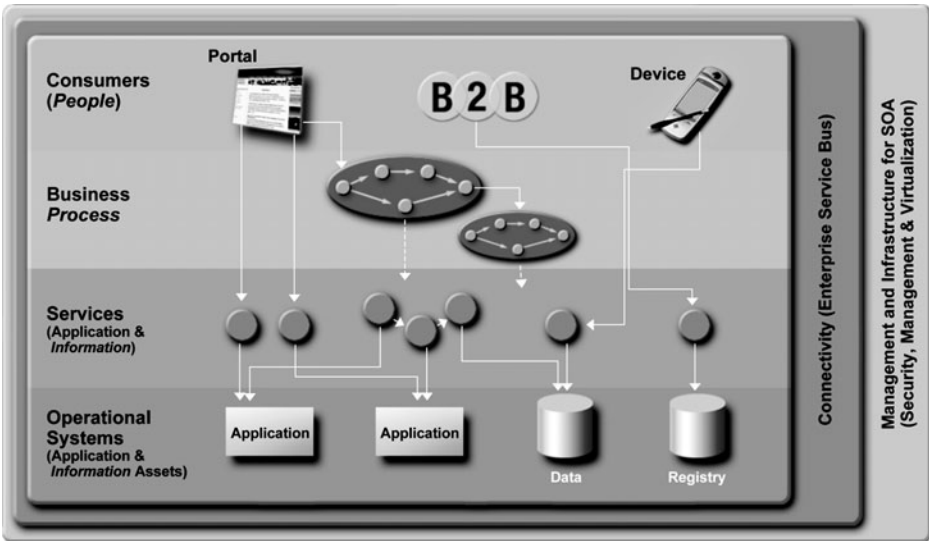 Portal
Consumers
(People)
B 2 B
Device
Business
Process
Services
(Application &
Information)
Operational
Systems
(Application &
Information Assets)
Application
Application
Data
Registry
Connectivity (Enterprise Service Bus)
Management and Infrastructure for SOA
(Security, Management & Virtualization)